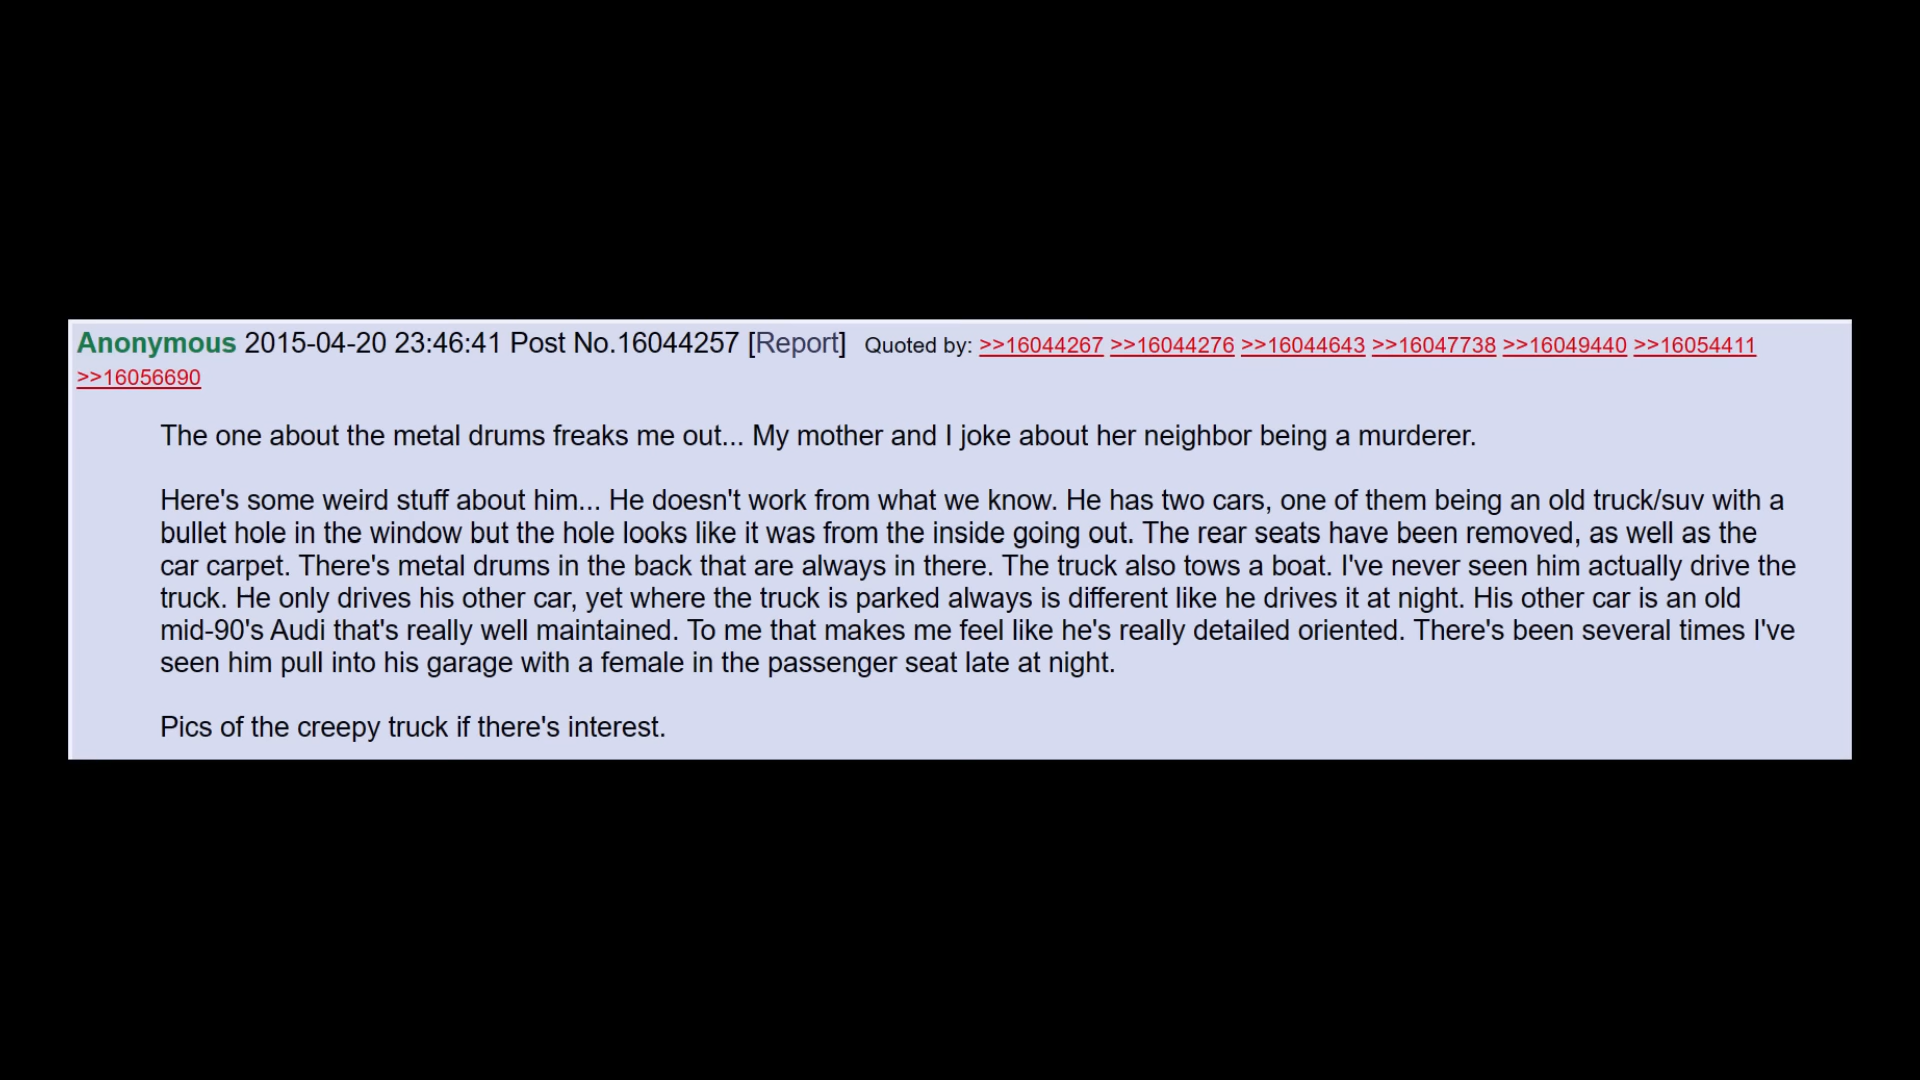 Anonymous 2015-04-20 23:46:41 Post No.16044257 [Report] Quoted by: >>16044267 >>16044276 >>16044643 >>16047738 >>16049440 >>16054411
>>16056690
The one about the metal drums freaks me out... My mother and I joke about her neighbor being a murderer.
Here's some weird stuff about him... He doesn't work from what we know. He has two cars, one of them being an old truck/suv with a
bullet hole in the window but the hole looks like it was from the inside going out. The rear seats have been removed, as well as the
car carpet. There's metal drums in the back that are always in there. The truck also tows a boat. I've never seen him actually drive the
truck. He only drives his other car, yet where the truck is parked always is different like he drives it at night. His other car is an old
mid-90's Audi that's really well maintained. To me that makes me feel like he's really detailed oriented. There's been several times I've
seen him pull into his garage with a female in the passenger seat late at night.
Pics of the creepy truck if there's interest.